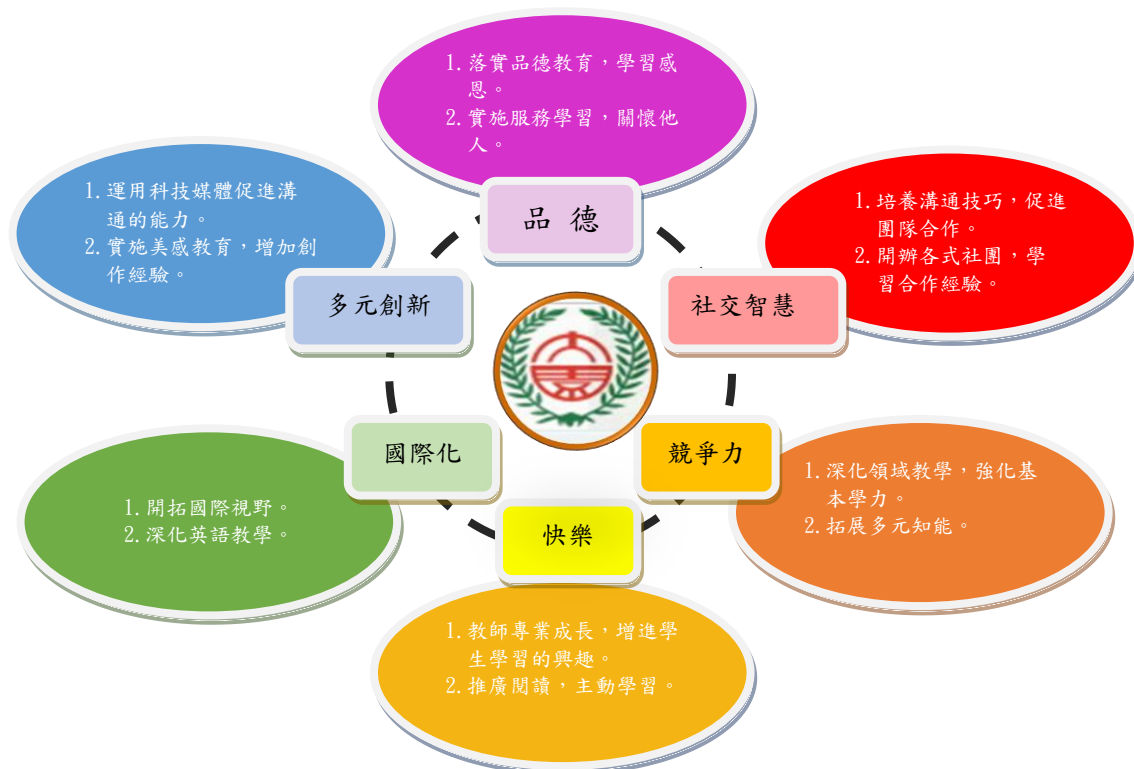 1. 落實品德教育，學習感
恩。
2. 實施服務學習，關懷他
人。
品 德
1. 運用科技媒體促進溝
通的能力。
2. 實施美感教育，增加創
作經驗。
多元創新
1. 培養溝通技巧，促進
團隊合作。
2. 開辦各式社團，學
習合作經驗。
社交智慧
國際化
1. 開拓國際視野。
2. 深化英語教學。
競爭力
1. 深化領域教學，強化基
本學力。
2. 拓展多元知能。
快樂
1. 教師專業成長，增進學
生學習的興趣。
2. 推廣閱讀，主動學習。